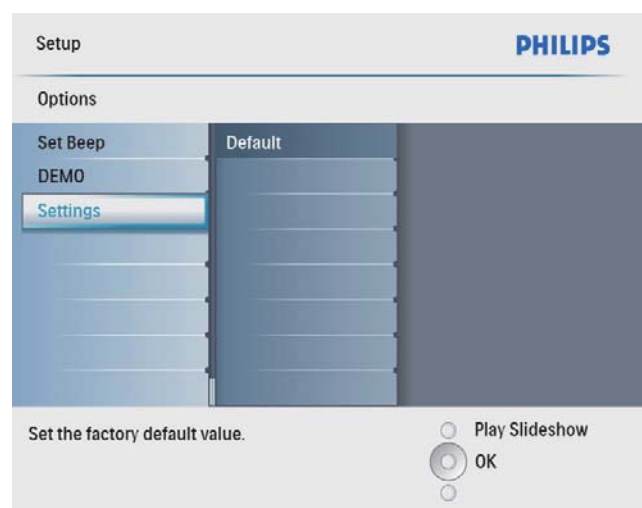 Setup
PHILIPS
Options
Set Beep
Default
DEMO
Settings
Set the factory default value.
Play Slideshow
OK